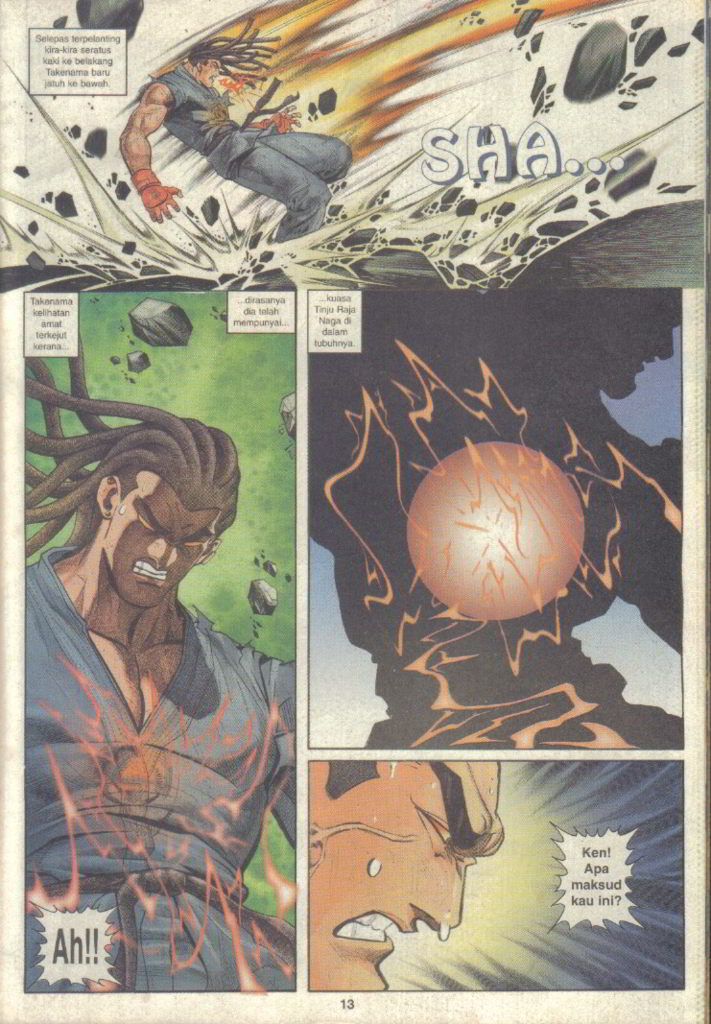 Selepas terpelanting
kira-kira seratus
kaki ke belakang
Takenama baru
jatuh ke bawah.
SHA...
Takenama
kelihatan
amat
terkejut
kerana...
...dirasanya
dia telah
mempunyai...
...kuasa
Tinju Raja
Naga di
dalam
tubuhnya.
Ah!!
Ken!
Apa
maksud
kau ini?
13